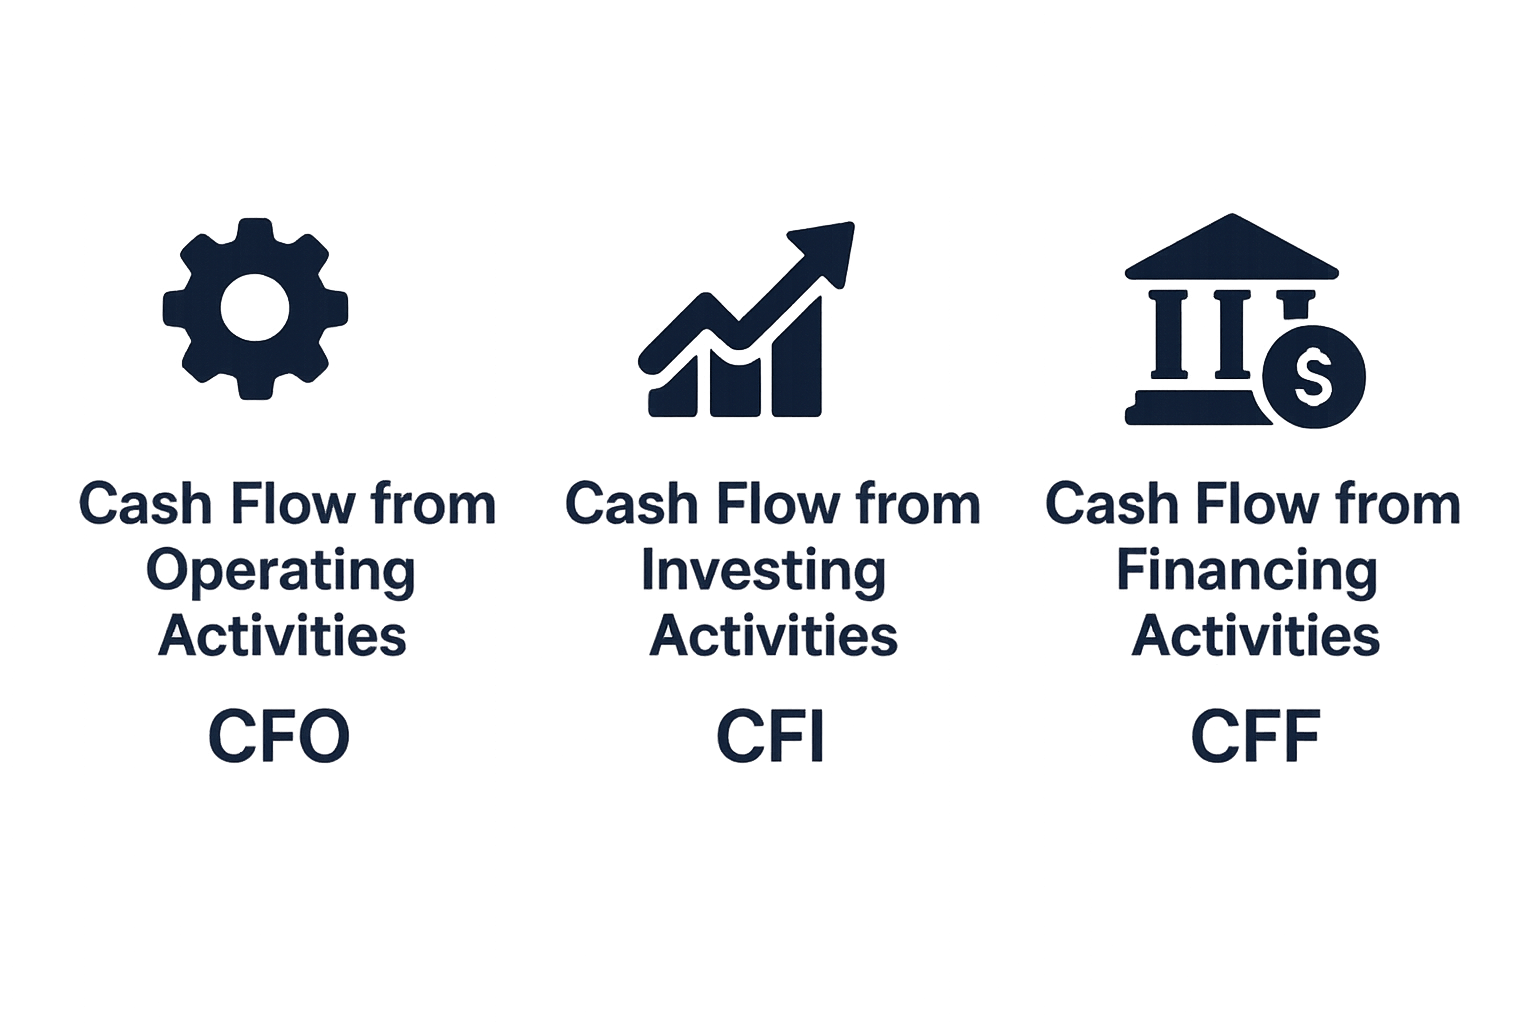 $
Cash Flow from
Operating
Activities
CFO
Cash Flow from
Investing
Activities
CFI
Cash Flow from
Financing
Activities
CFF